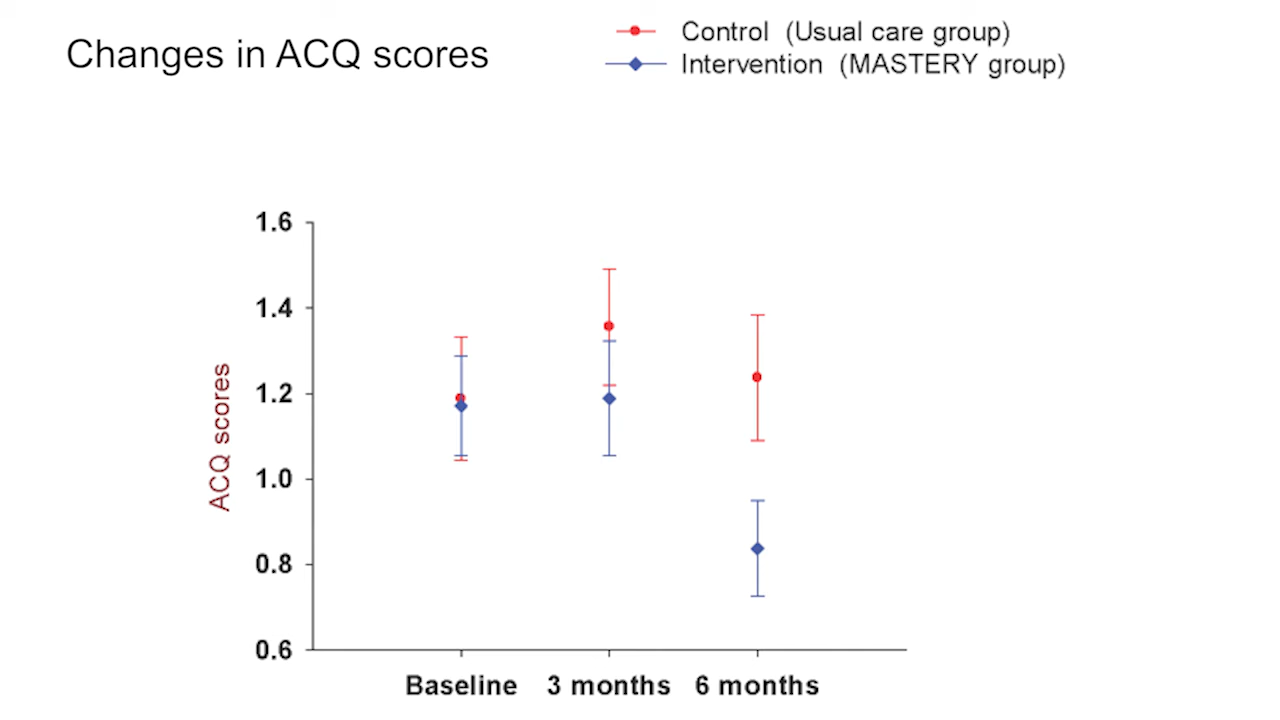 Changes in ACQ scores
Control (Usual care group)
Intervention (MASTERY group)
1.6
1.4
1.2
1.0
0.8
0.6
ACQ scores
Baseline 3 months 6 months